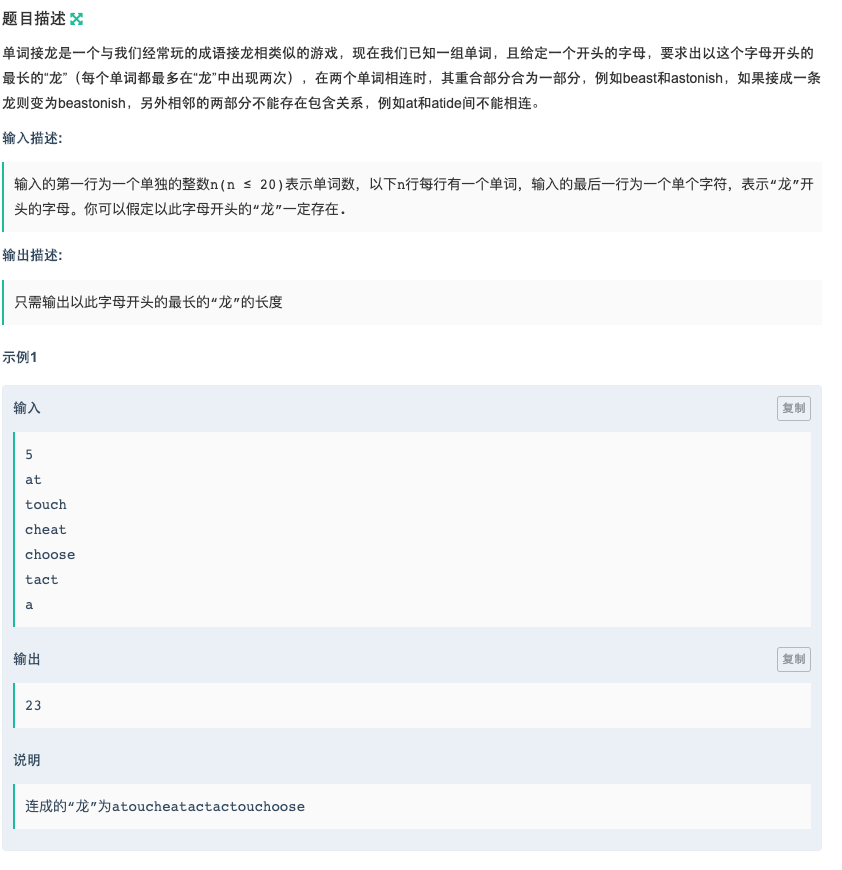 题目描述
单词接龙是一个与我们经常玩的成语接龙相类似的游戏，现在我们已知一组单词，且给定一个开头的字母，要求出以这个字母开头的
最长的“龙”（每个单词都最多在“龙”中出现两次），在两个单词相连时，其重合部分合为一部分，例如beast和astonish，如果接成一条
龙则变为beastonish，另外相邻的两部分不能存在包含关系，例如at和atide间不能相连。
输入描述:
输入的第一行为一个单独的整数n(n ≤ 20)表示单词数，以下n行每行有一个单词，输入的最后一行为一个单个字符，表示“龙”开
头的字母。你可以假定以此字母开头的“龙”一定存在.
输出描述:
只需输出以此字母开头的最长的“龙”的长度
示例1
输入
复制
5
at
touch
cheat
choose
tact
a
输出
复制
23
说明
连成的“龙”为atoucheatactactouchoose